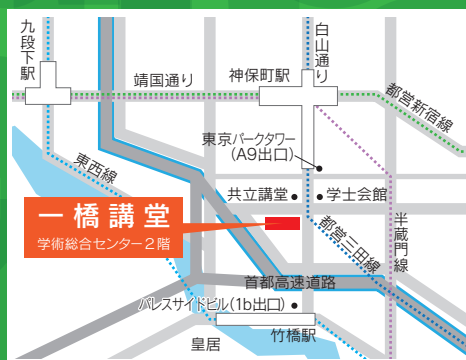 九段下駅
白山通り
靖国通り
神保町駅
都営新宿線
東京パークタワー
(A9出口)
東西線
共立講堂
学士会館
一橋講堂
学術総合センター2階
都営三田線
半蔵門線
首都高速道路
パレスサイドビル(1b出口)
竹橋駅
皇居